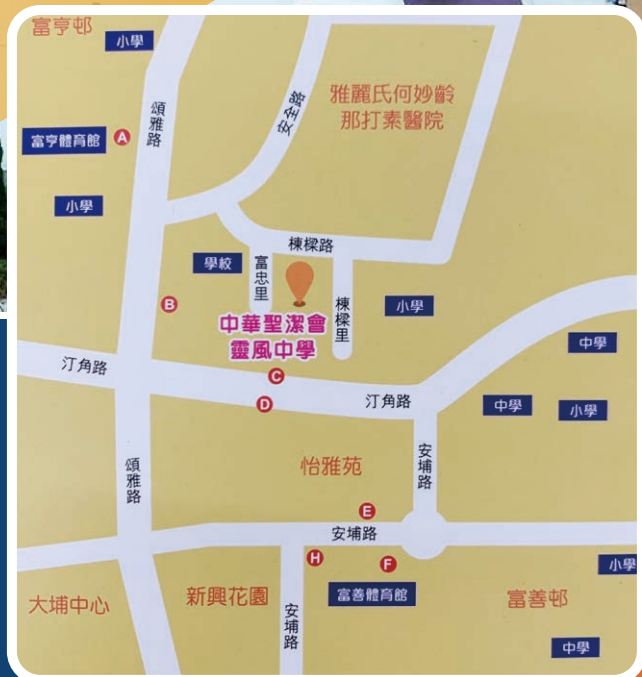 富亨邨
小學
頌雅路
安全路
雅麗氏何妙齡
那打素醫院
富亨體育館
A
小學
棟樑路
學校
富忠里
棟樑里
小學
B
中華聖潔會
靈風中學
中學
汀角路
C
D
汀角路
中學
小學
頌雅路
怡雅苑
安埔路
E
安埔路
H
F
小學
大埔中心
新興花園
安埔路
富善體育館
富善邨
中學